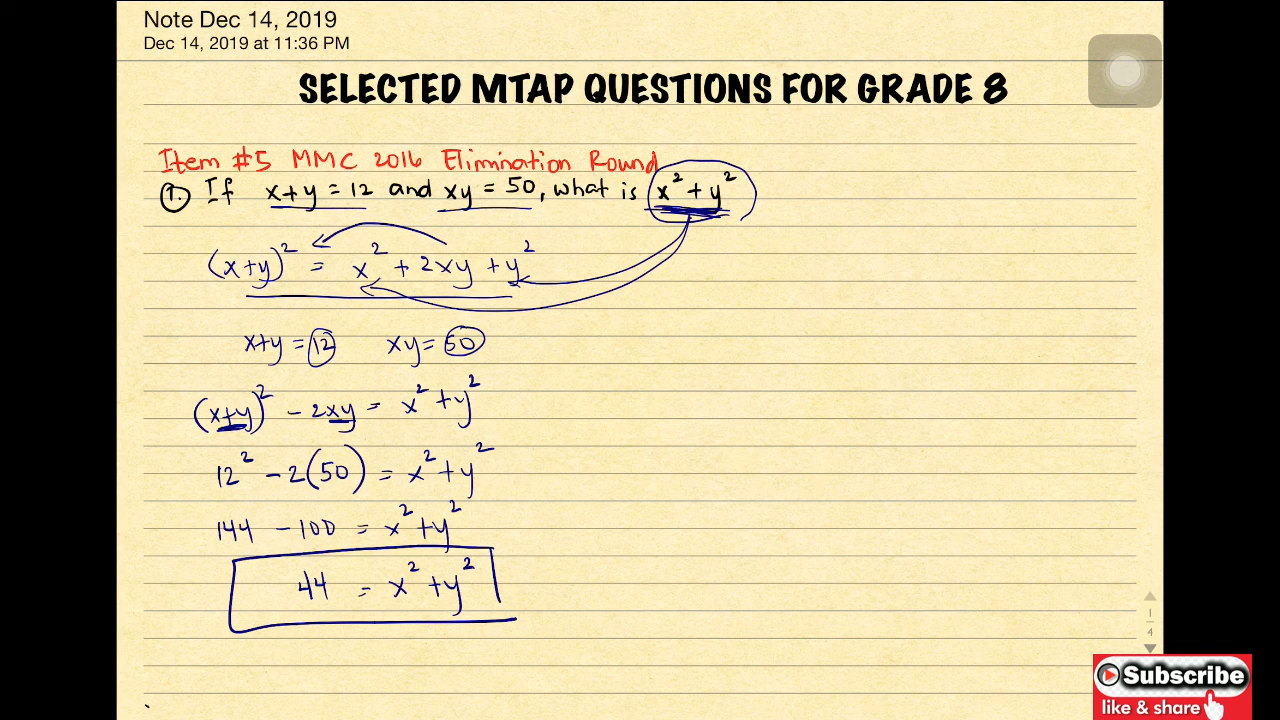 Note Dec 14, 2019
Dec 14, 2019 at 11:36 PM
SELECTED MTAP QUESTIONS FOR GRADE 8
Item #5 MMC 2016 Elimination Round
1. If x+y = 12 and xy = 50, what is x² + y²
(x+y)² = x² + 2xy + y²
x+y = 12 xy = 50
(x+y)² - 2xy = x² + y²
12² - 2(50) = x² + y²
144 - 100 = x² + y²
44 = x² + y²
1
4
Subscribe
like & share